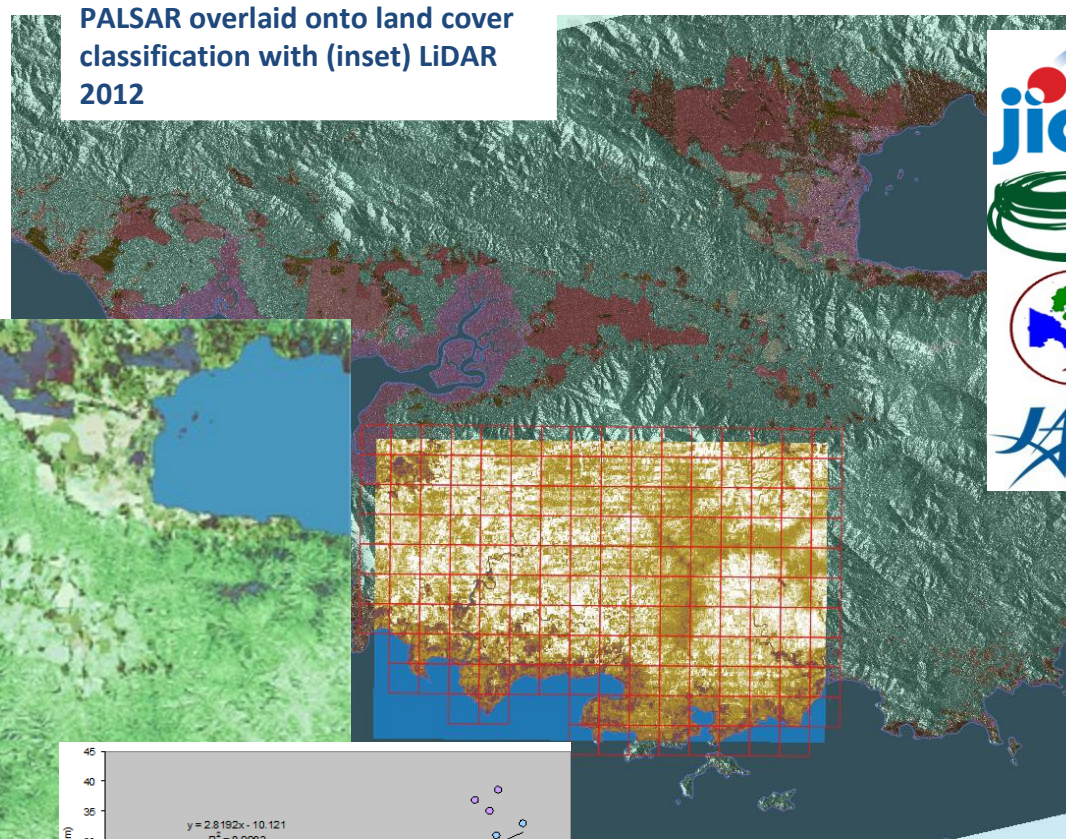 PALSAR overlaid onto land cover
classification with (inset) LiDAR
2012
45
40
35
y = 2.8192x - 10.121